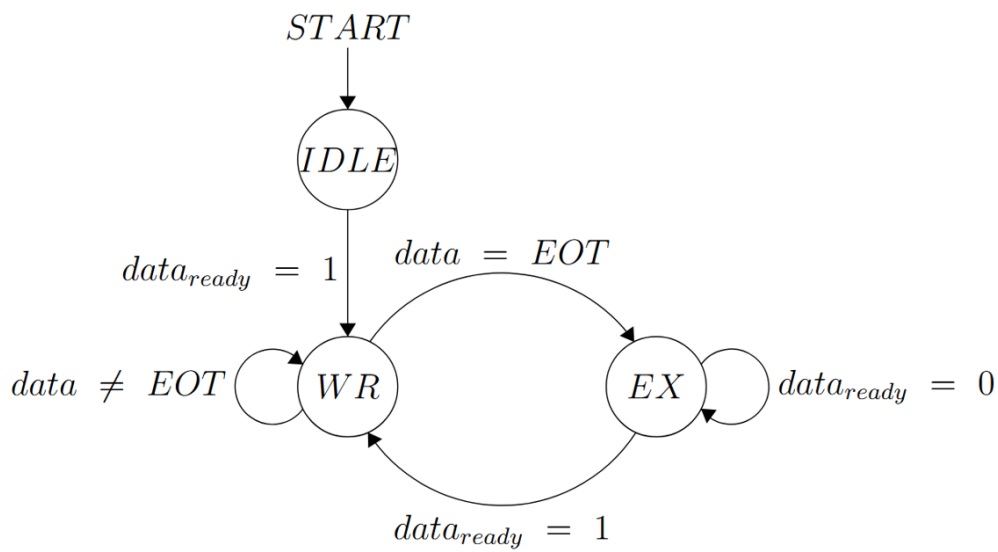 START
IDLE
data = EOT
data_ready = 1
data ≠ EOT
WR
EX
data_ready = 0
data_ready = 1